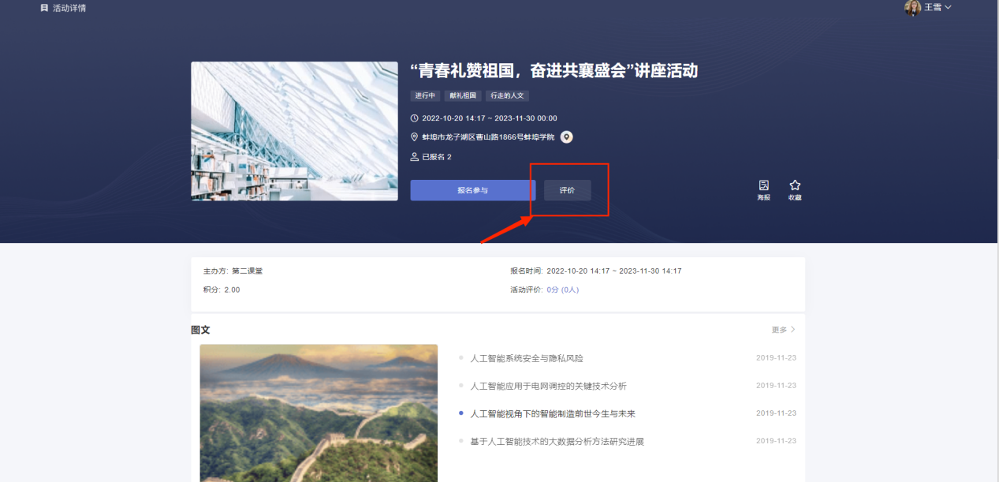 活动详情
王雪
“青春礼赞祖国，奋进共襄盛会”讲座活动
进行中 献礼祖国 行走的人文
2022-10-20 14:17 ~ 2023-11-30 00:00
蚌埠市龙子湖区曹山路1866号蚌埠学院
已报名 2
报名参与 评价
海报 收藏
主办方: 第二课堂
报名时间: 2022-10-20 14:17 ~ 2023-11-30 14:17
积分: 2.00
活动评价: 0分 (0人)
图文
更多
人工智能系统安全与隐私风险 2019-11-23
人工智能应用于电网调控的关键技术分析 2019-11-23
人工智能视角下的智能制造前世今生与未来 2019-11-23
基于人工智能技术的大数据分析方法研究进展 2019-11-23